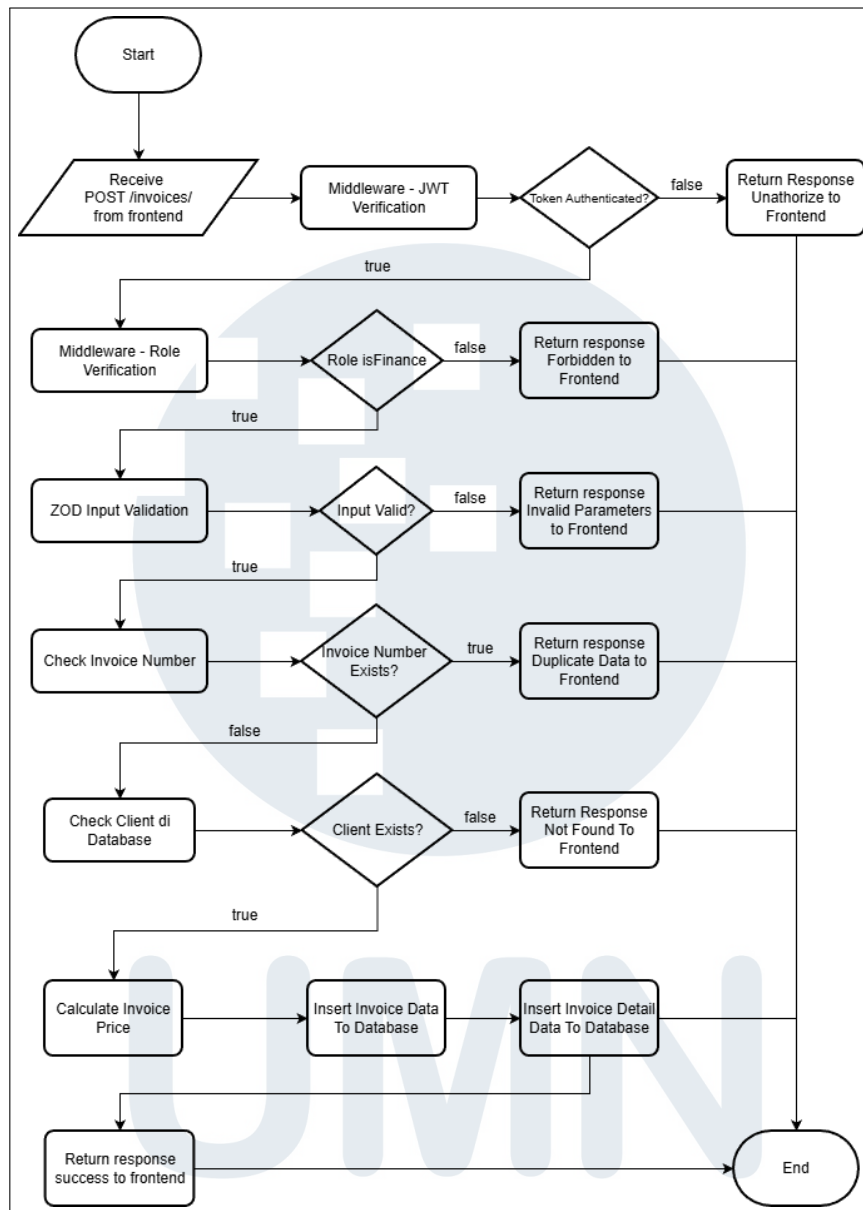 Start
Receive
POST /invoices/
from frontend
Middleware - JWT
Verification
Token Authenticated?
false
Return Response
Unathorize to
Frontend
true
Middleware - Role
Verification
Role isFinance
false
Return response
Forbidden to
Frontend
true
ZOD Input Validation
Input Valid?
false
Return response
Invalid Parameters
to Frontend
true
Check Invoice Number
Invoice Number
Exists?
true
Return response
Duplicate Data to
Frontend
false
Check Client di
Database
Client Exists?
false
Return Response
Not Found To
Frontend
true
Calculate Invoice
Price
Insert Invoice Data
To Database
Insert Invoice Detail
Data To Database
Return response
success to frontend
End
UMN